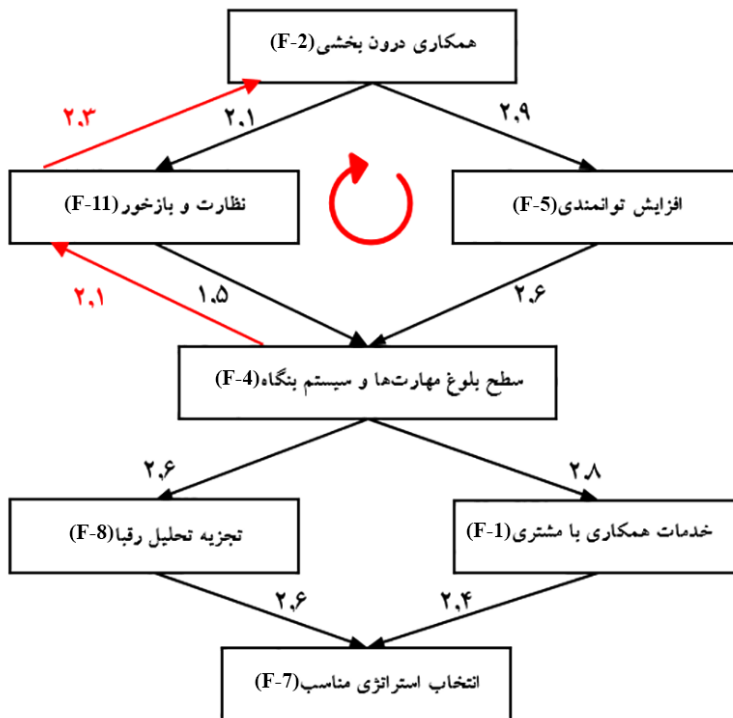 همکاری درون بخشی(F-2)
۲.۳
۲.۱
۲.۹
نظارت و بازخور(F-11)
افزایش توانمندی(F-5)
۲.۱
۱.۵
۲.۶
سطح بلوغ مهارت‌ها و سیستم بنگاه(F-4)
۲.۶
۲.۸
تجزیه تحلیل رقبا(F-8)
خدمات همکاری با مشتری(F-1)
۲.۶
۲.۴
انتخاب استراتژی مناسب(F-7)